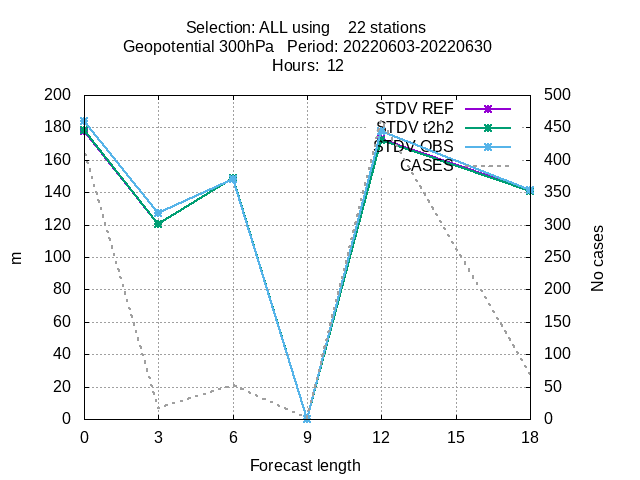 Selection: ALL using 22 stations
Geopotential 300hPa Period: 20220603-20220630
Hours: 12
200 500
180 450
160 400
140 350
120 300
100 250
80 200
60 150
40 100
20 50
0 0
STDV REF
STDV t2h2
STDV OBS
CASES
m
No cases
0 3 6 9 12 15 18
Forecast length